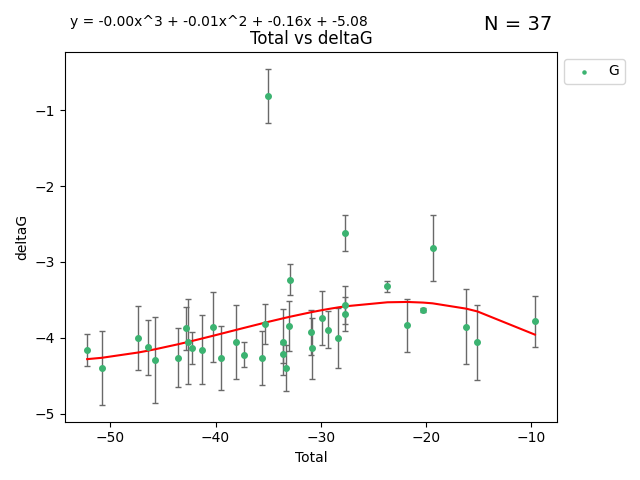 y = -0.00x^3 + -0.01x^2 + -0.16x + -5.08
N = 37
Total vs deltaG
G
−1
−2
−3
−4
−5
deltaG
−50
−40
−30
−20
−10
Total